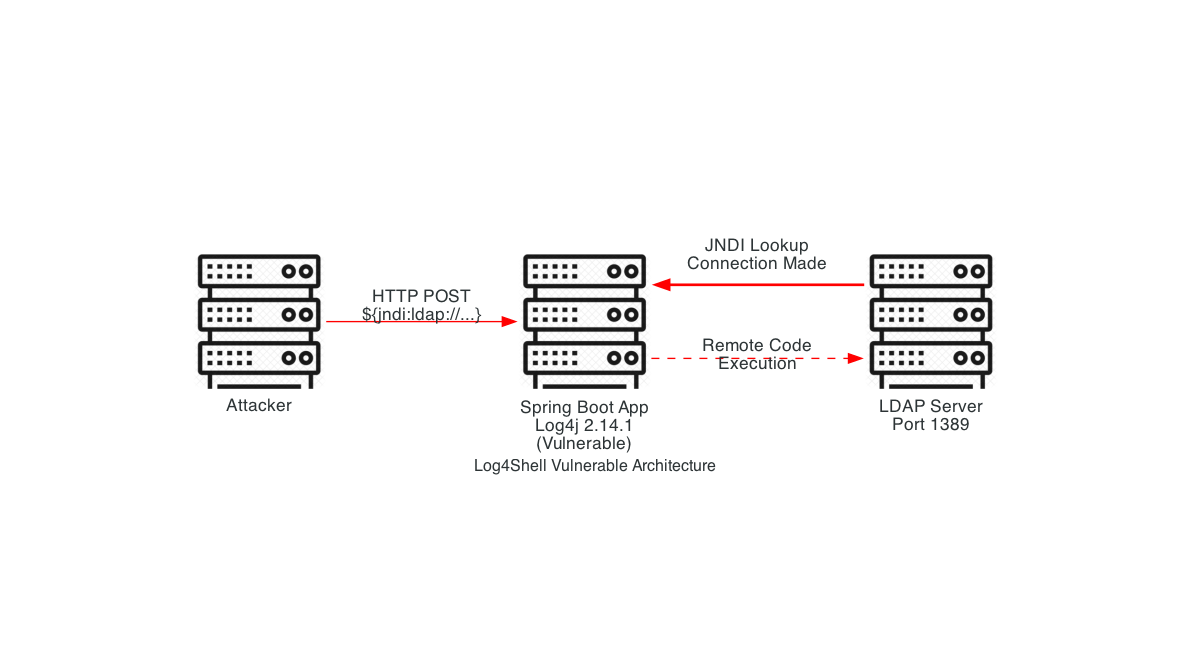 JNDI Lookup
Connection Made
HTTP POST
${jndi:ldap://...}
Remote Code
Execution
Attacker
Spring Boot App
Log4j 2.14.1
(Vulnerable)
LDAP Server
Port 1389
Log4Shell Vulnerable Architecture